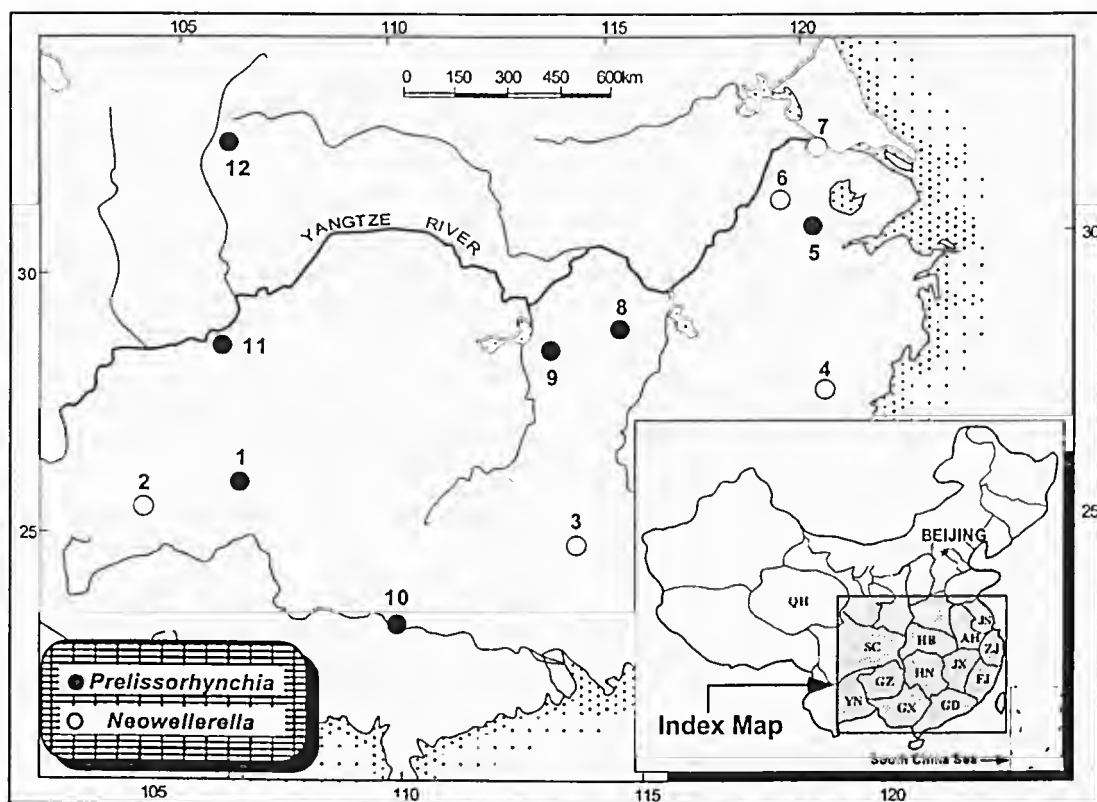 105 110 115 120
0 150 300 450 600km
7
12
6
YANGTZE RIVER
5
30
30
8
11
9
4
1
2
25
25
3
10
BEIJING
QH
JS
SC
HB
AH
ZJ
HN
JX
GZ
FJ
YN
GX
GD
Prelissorhynchia
Neowellerella
Index Map
South China Sea
105 110 115 120